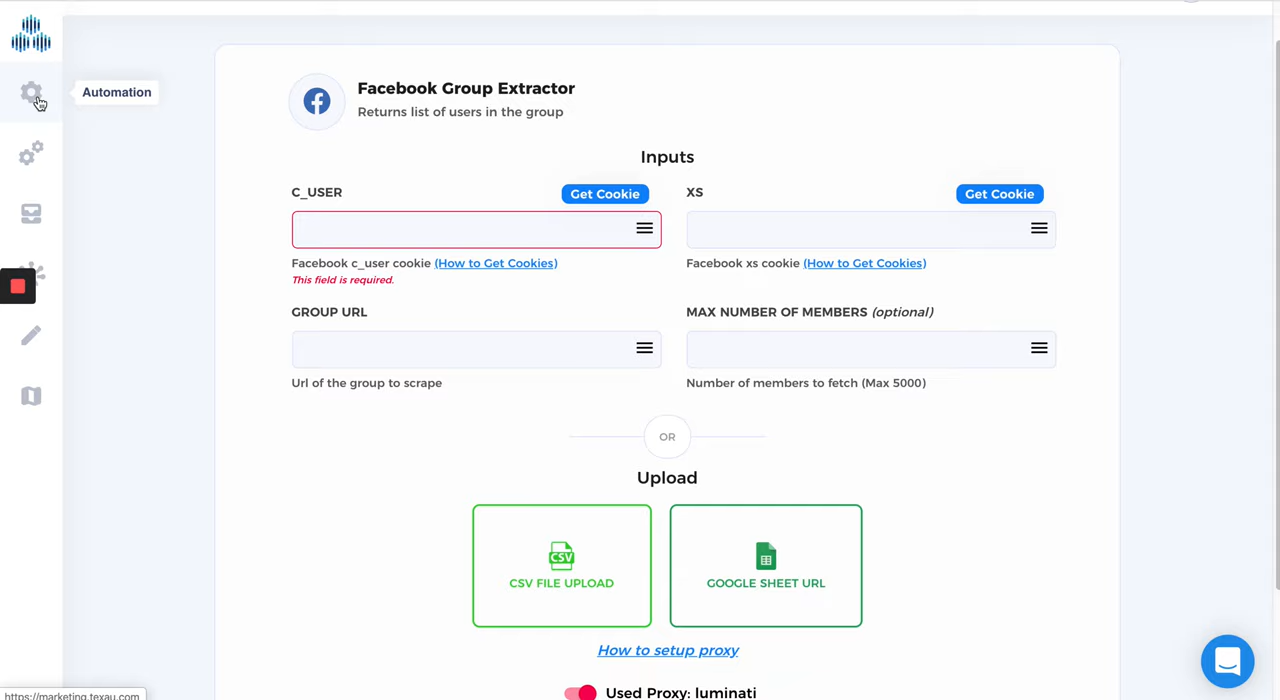 Automation
Facebook Group Extractor
Returns list of users in the group
Inputs
C_USER
Get Cookie
XS
Get Cookie
Facebook c_user cookie (How to Get Cookies)
Facebook xs cookie (How to Get Cookies)
This field is required.
GROUP URL
MAX NUMBER OF MEMBERS (optional)
Url of the group to scrape
Number of members to fetch (Max 5000)
OR
Upload
CSV
CSV FILE UPLOAD
GOOGLE SHEET URL
How to setup proxy
Used Proxy: luminati
https://marketing.texau.com